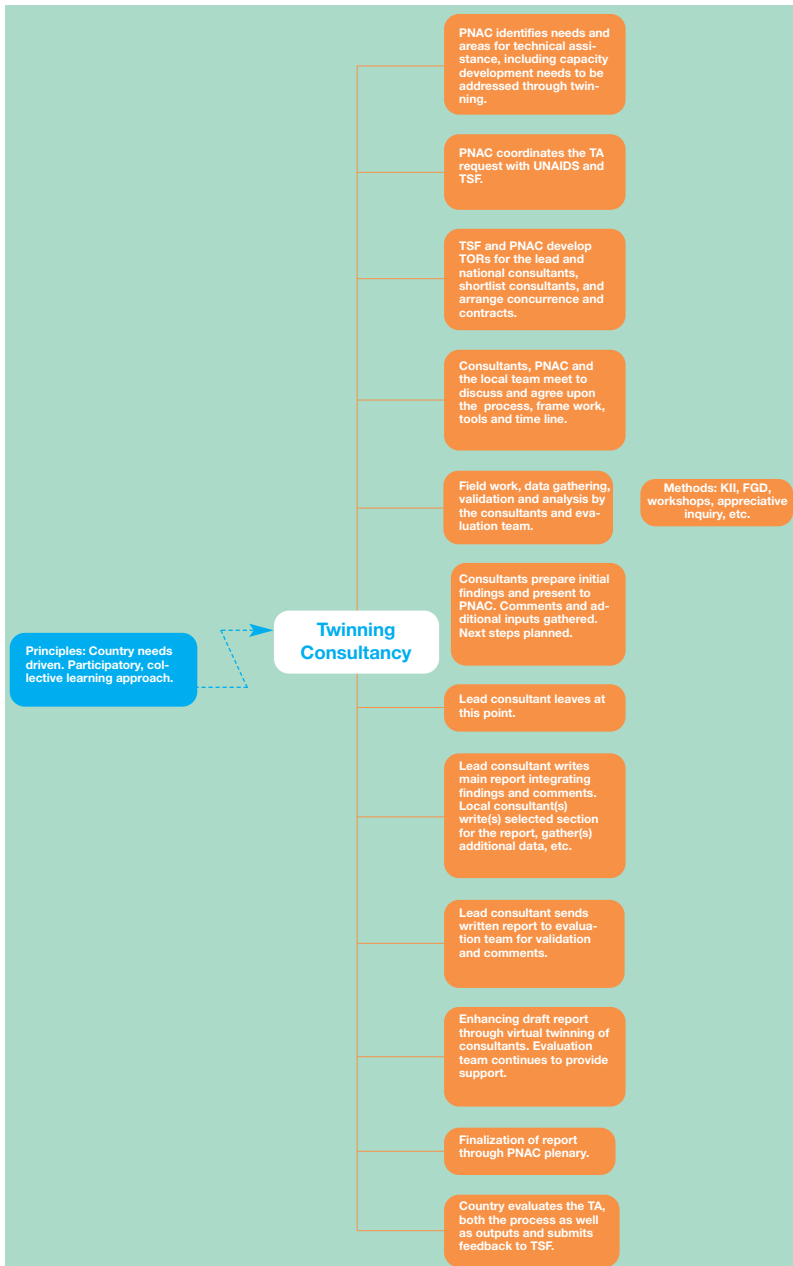 PNAC identifies needs and
areas for technical assi-
stance, including capacity
development needs to be
addressed through twin-
ning.
PNAC coordinates the TA
request with UNAIDS and
TSF.
TSF and PNAC develop
TORs for the lead and
national consultants,
shortlist consultants, and
arrange concurrence and
contracts.
Consultants, PNAC and
the local team meet to
discuss and agree upon
the process, frame work,
tools and time line.
Field work, data gathering,
validation and analysis by
the consultants and eva-
luation team.
Methods: KII, FGD,
workshops, appreciative
inquiry, etc.
Consultants prepare initial
findings and present to
PNAC. Comments and ad-
ditional inputs gathered.
Next steps planned.
Twinning
Consultancy
Principles: Country needs
driven. Participatory, col-
lective learning approach.
Lead consultant leaves at
this point.
Lead consultant writes
main report integrating
findings and comments.
Local consultant(s)
write(s) selected section
for the report, gather(s)
additional data, etc.
Lead consultant sends
written report to evalua-
tion team for validation
and comments.
Enhancing draft report
through virtual twinning of
consultants. Evaluation
team continues to provide
support.
Finalization of report
through PNAC plenary.
Country evaluates the TA,
both the process as well
as outputs and submits
feedback to TSF.